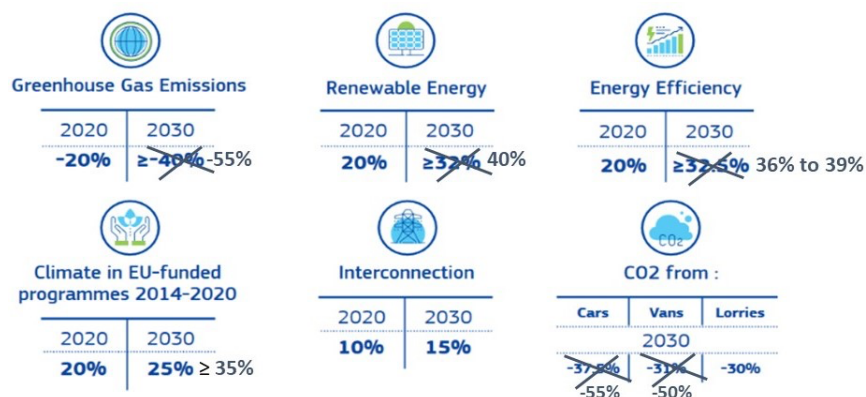 Greenhouse Gas Emissions
2020 2030
-20% ≥-40% -55%
Renewable Energy
2020 2030
20% ≥32% 40%
Energy Efficiency
2020 2030
20% ≥32.5% 36% to 39%
Climate in EU-funded
programmes 2014-2020
2020 2030
20% 25% ≥ 35%
Interconnection
2020 2030
10% 15%
CO2
CO2 from :
Cars Vans Lorries
2030
-37.5% -31% -30%
-55% -50%